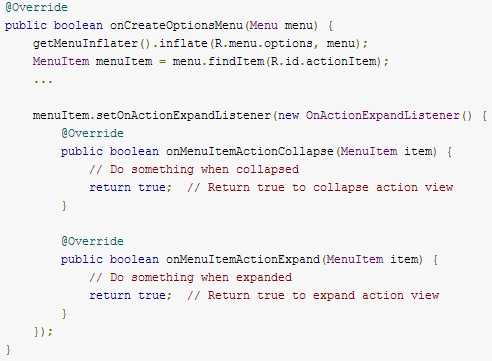 @Override
public boolean onCreateOptionsMenu(Menu menu) {
    getMenuInflater().inflate(R.menu.options, menu);
    MenuItem menuItem = menu.findItem(R.id.actionItem);
    ...

    menuItem.setOnActionExpandListener(new OnActionExpandListener() {
        @Override
        public boolean onMenuItemActionCollapse(MenuItem item) {
            // Do something when collapsed
            return true;  // Return true to collapse action view
        }

        @Override
        public boolean onMenuItemActionExpand(MenuItem item) {
            // Do something when expanded
            return true;  // Return true to expand action view
        }
    });
}